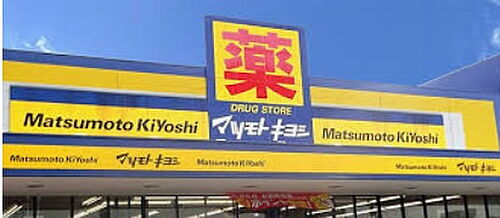 薬
DRUG STORE
マツモトキヨシ
Matsumoto KiYoshi
Matsumoto KiYoshi
Matsumoto KiYoshi マツモトキヨシ Matsumoto KiYoshi Matsumoto KiYoshi マツモトキヨシ